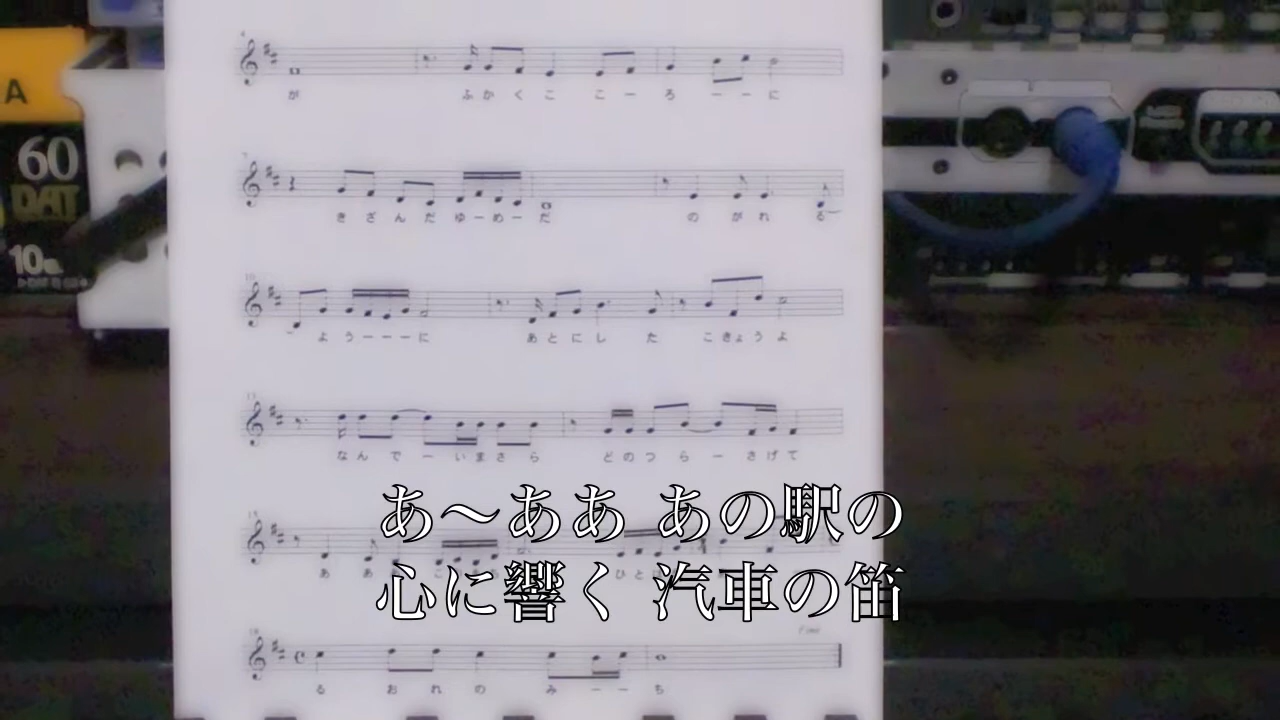 が ふかくここーろーーに
きざんだゆーめーだ のがれる
ようーーーに あとにした こきょうよ
なんでーいまさら どのつらーさげて
あ〜ああ あの駅の
心に響く 汽車の笛
る おれの みーーち
Fine
A
60
DAT